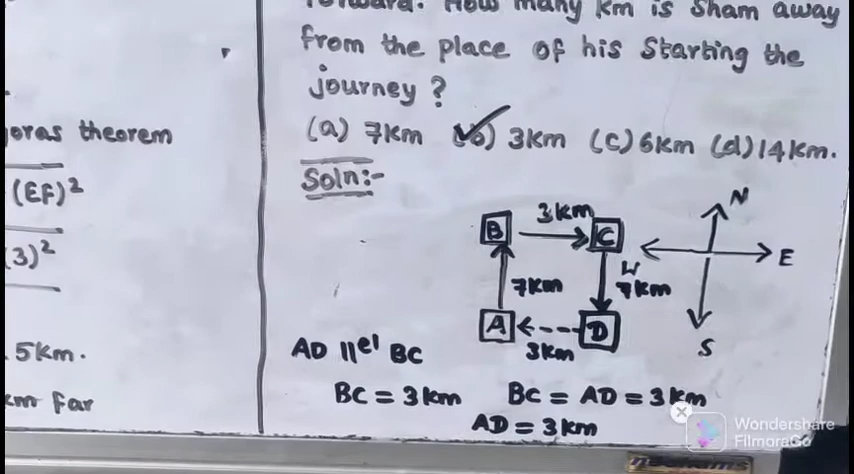 forward. How many km is Sham away
from the place of his Starting the
journey?
(a) 7km (b) 3km (c) 6km (d) 14km.
Soln:-
theorem
(EF)²
3)²
5km.
km far
3km
B
C
N
E
W
S
7km
7km
A
D
3km
AD ||el BC
BC = 3km BC = AD = 3km
AD = 3km
Wondershare
FilmoraGo